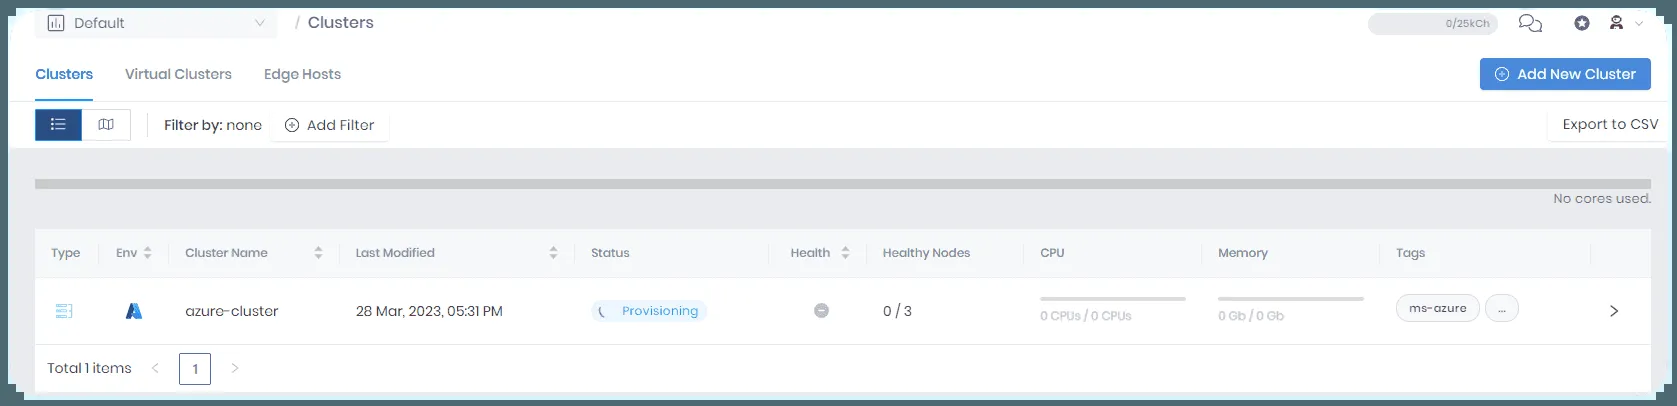 Default / Clusters 0/25kCh
Clusters Virtual Clusters Edge Hosts Add New Cluster
Filter by: none Add Filter Export to CSV
No cores used.
Type Env Cluster Name Last Modified Status Health Healthy Nodes CPU Memory Tags
azure-cluster 28 Mar, 2023, 05:31 PM Provisioning 0 / 3 0 CPUs / 0 CPUs 0 Gb / 0 Gb ms-azure ...
Total 1 items < 1 >